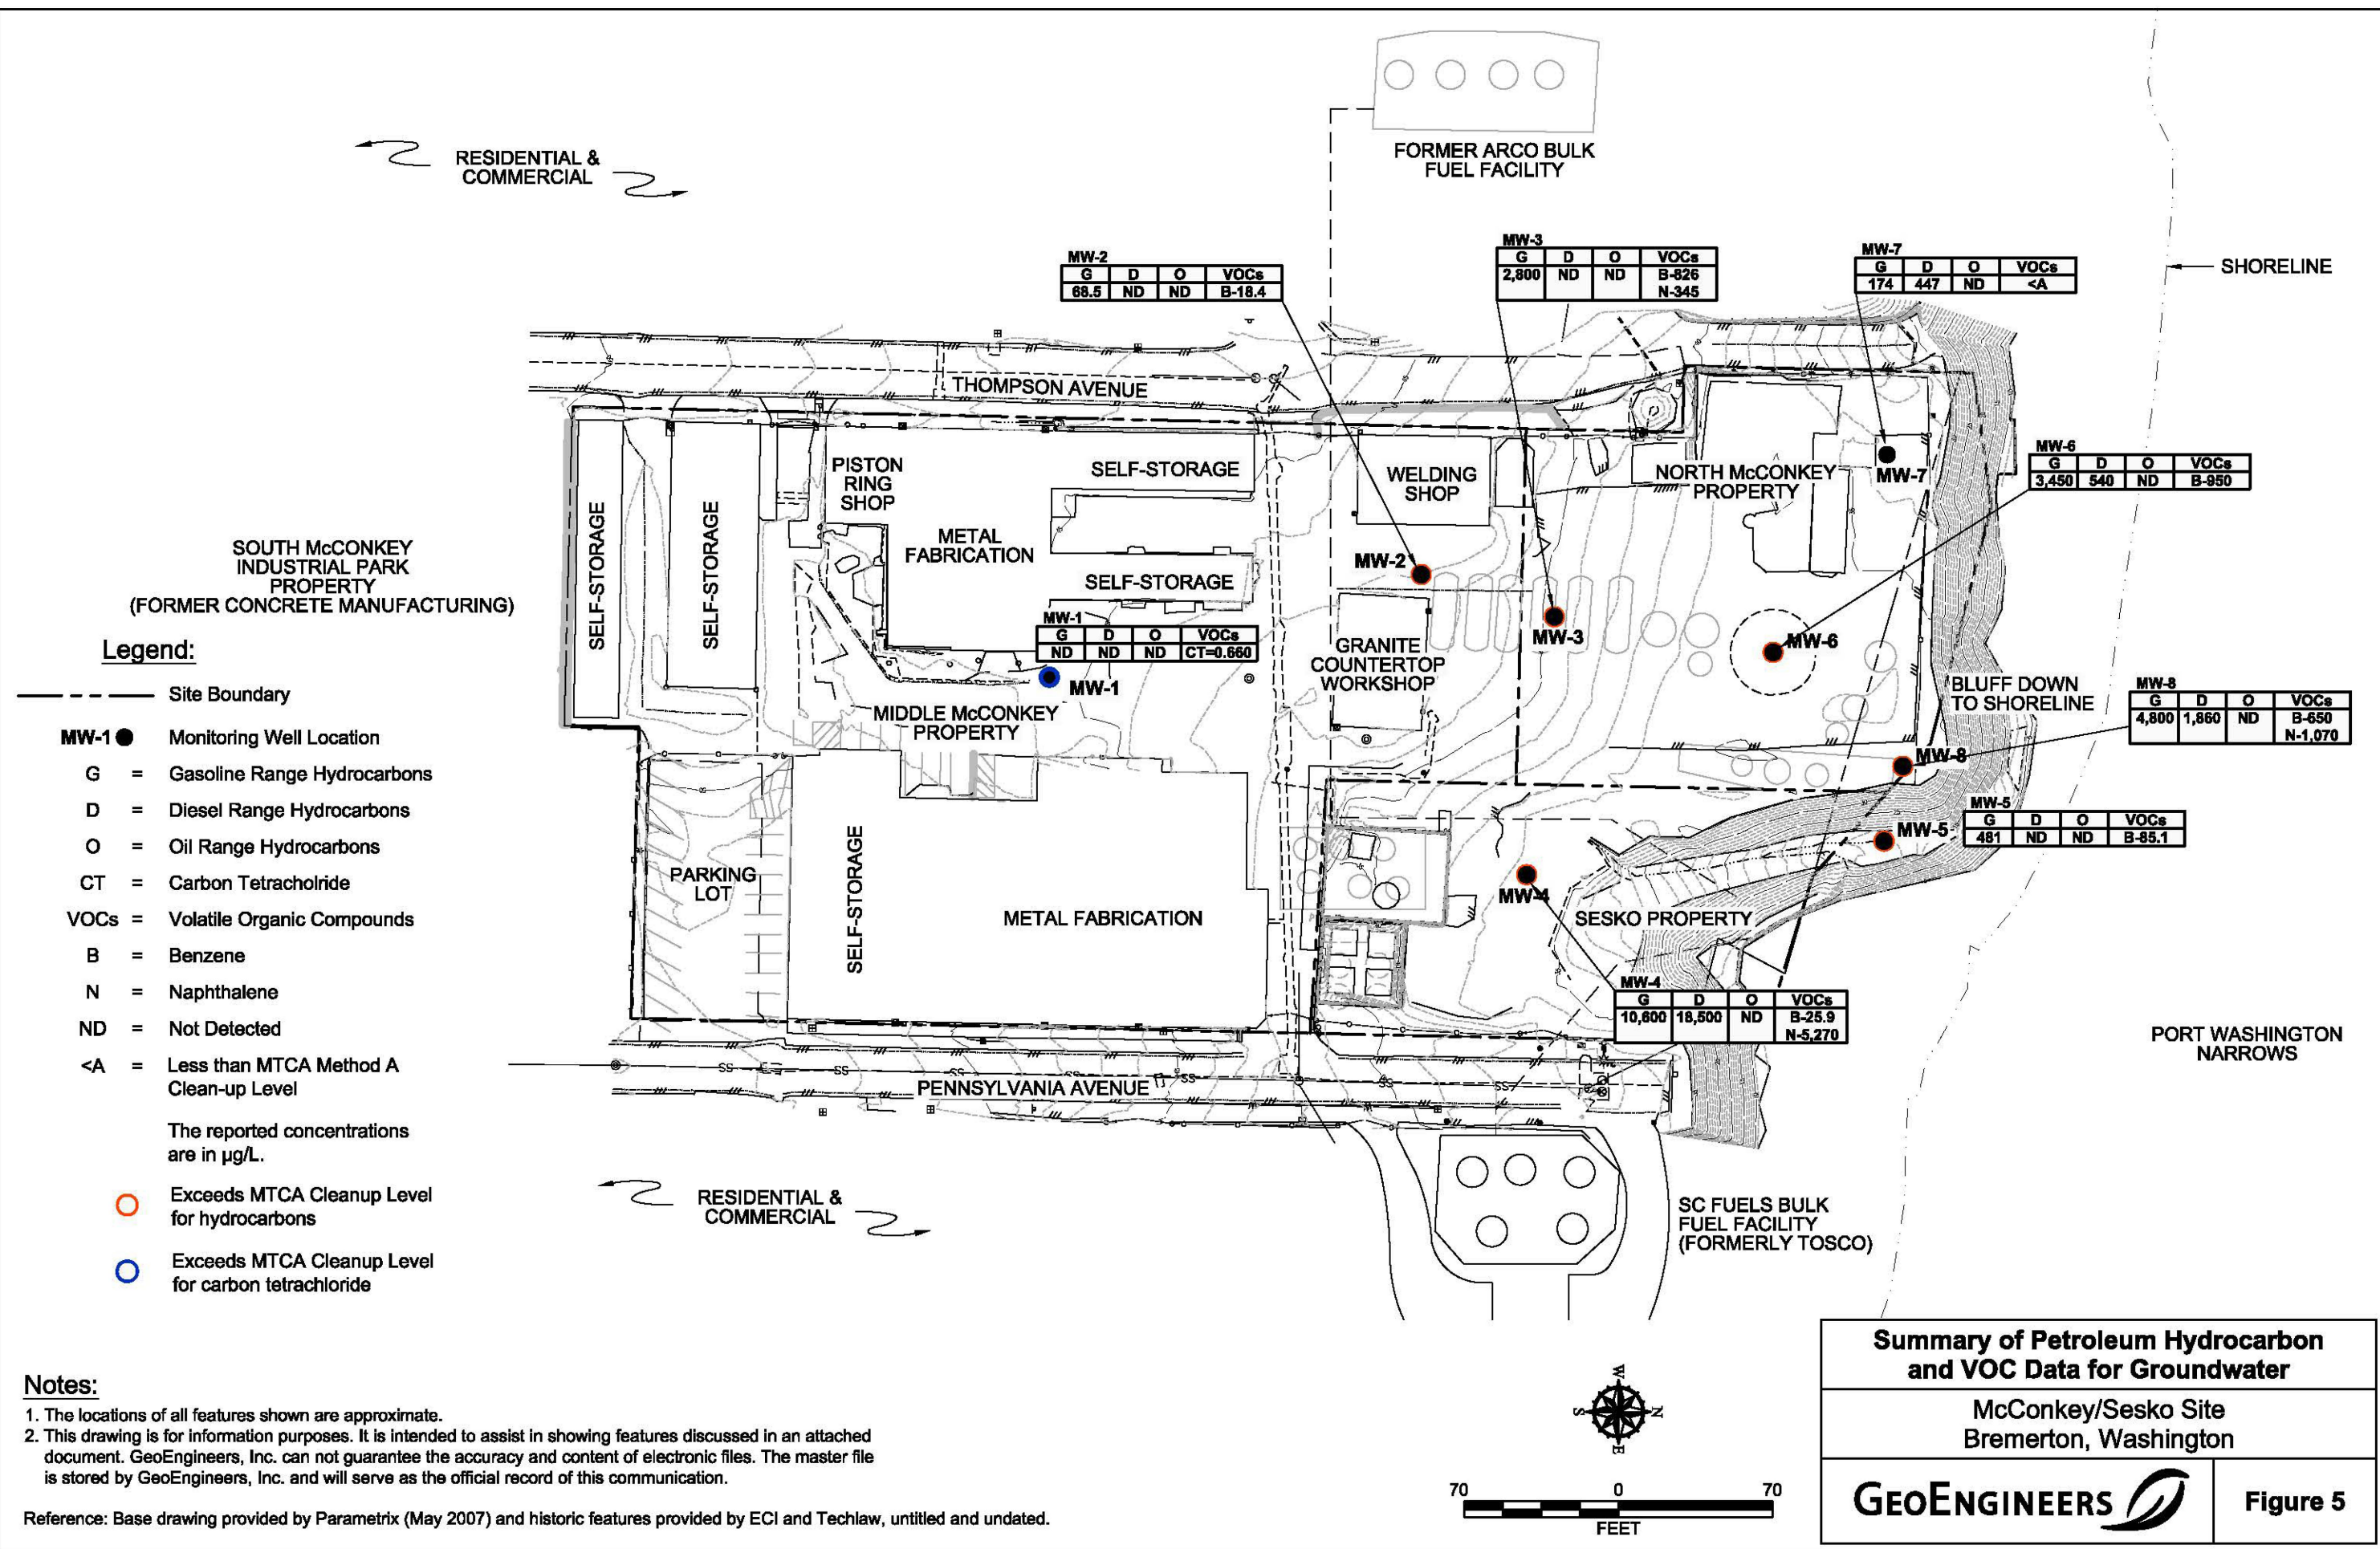 FORMER ARCO BULK
FUEL FACILITY
RESIDENTIAL &
COMMERCIAL
MW-2
G D O VOCs
68.5 ND ND B-18.4
MW-3
G D O VOCs
2,800 ND ND B-826
N-345
MW-7
G D O VOCs
174 447 ND <A
SHORELINE
THOMPSON AVENUE
MW-6
G D O VOCs
3,450 540 ND B-950
PISTON
RING
SHOP
SELF-STORAGE
WELDING
SHOP
NORTH McCONKEY
PROPERTY
MW-7
SELF-STORAGE
SELF-STORAGE
METAL
FABRICATION
SELF-STORAGE
MW-2
SOUTH McCONKEY
INDUSTRIAL PARK
PROPERTY
(FORMER CONCRETE MANUFACTURING)
MW-1
G D O VOCs
ND ND ND CT=0.660
MW-1
MW-3
MW-6
GRANITE
COUNTERTOP
WORKSHOP
MIDDLE McCONKEY
PROPERTY
BLUFF DOWN
TO SHORELINE
MW-8
G D O VOCs
4,800 1,860 ND B-650
N-1,070
MW-8
MW-5
G D O VOCs
481 ND ND B-85.1
MW-5
PARKING
LOT
SELF-STORAGE
METAL FABRICATION
MW-4
SESKO PROPERTY
MW-4
G D O VOCs
10,600 18,500 ND B-25.9
N-5,270
PORT WASHINGTON
NARROWS
SS SS SS SS SS SS
PENNSYLVANIA AVENUE
RESIDENTIAL &
COMMERCIAL
SC FUELS BULK
FUEL FACILITY
(FORMERLY TOSCO)
Legend:
Site Boundary
MW-1 Monitoring Well Location
G = Gasoline Range Hydrocarbons
D = Diesel Range Hydrocarbons
O = Oil Range Hydrocarbons
CT = Carbon Tetracholride
VOCs = Volatile Organic Compounds
B = Benzene
N = Naphthalene
ND = Not Detected
<A = Less than MTCA Method A
Clean-up Level
The reported concentrations
are in µg/L.
Exceeds MTCA Cleanup Level
for hydrocarbons
Exceeds MTCA Cleanup Level
for carbon tetrachloride
Notes:
1. The locations of all features shown are approximate.
2. This drawing is for information purposes. It is intended to assist in showing features discussed in an attached
document. GeoEngineers, Inc. can not guarantee the accuracy and content of electronic files. The master file
is stored by GeoEngineers, Inc. and will serve as the official record of this communication.
Reference: Base drawing provided by Parametrix (May 2007) and historic features provided by ECI and Techlaw, untitled and undated.
W
S N
E
70 0 70
FEET
Summary of Petroleum Hydrocarbon
and VOC Data for Groundwater
McConkey/Sesko Site
Bremerton, Washington
GEOENGINEERS
Figure 5